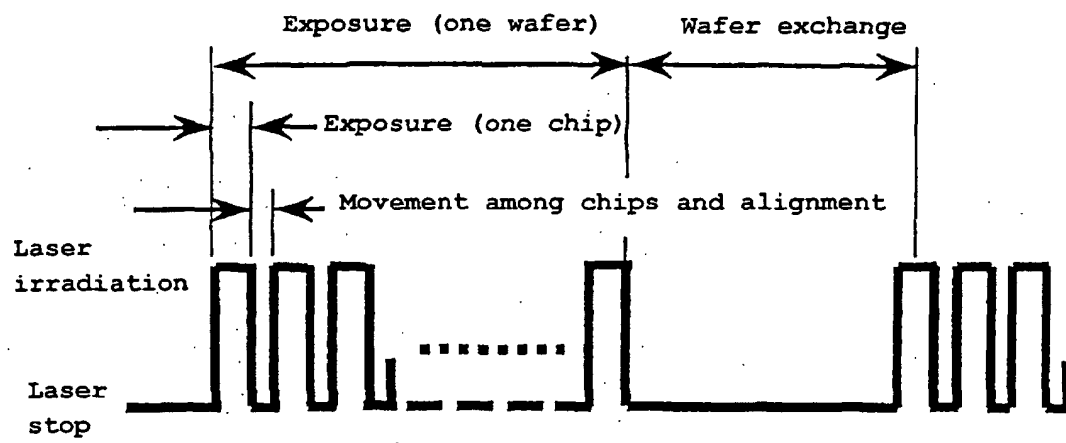 Exposure (one wafer)
Wafer exchange
Exposure (one chip)
Movement among chips and alignment
Laser
irradiation
Laser
stop